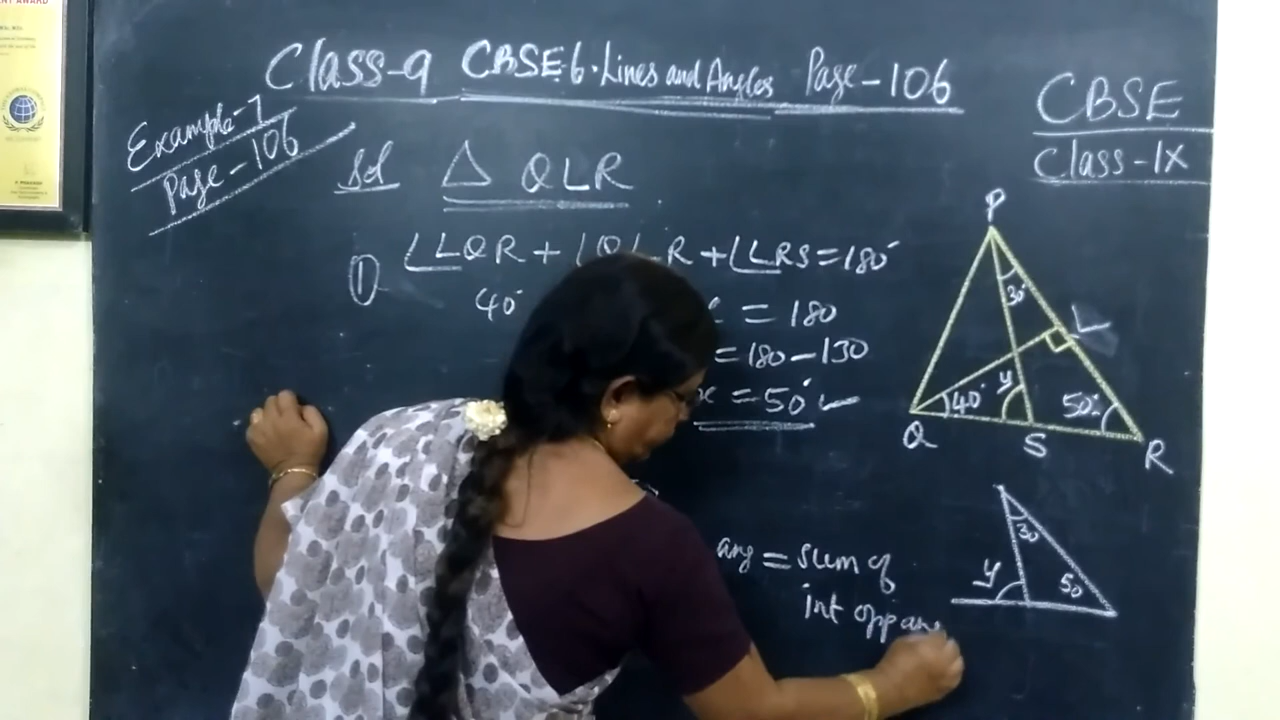 Class-9 CBSE 6. Lines and Angles Page-106
CBSE
Class-IX
Example-7
Page-106
Sol △ QLR
① ∠LQR + ∠QLR + ∠LRS = 180°
40° = 180
= 180-130
x = 50° ✓
ang = sum of
int opp ang
P
30°
L
40° y 50°
Q S R
30
y 50